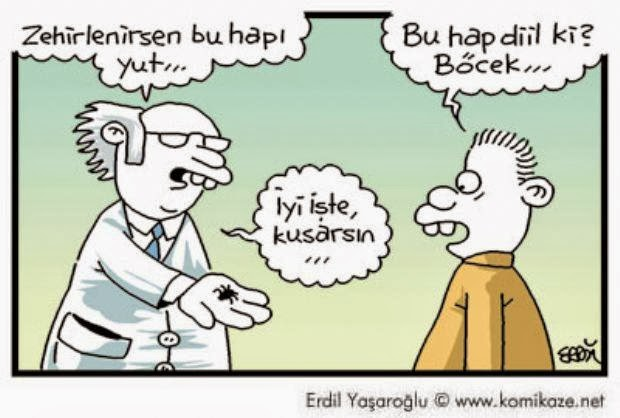 Zehirlenirsen bu hapı
yut...
Bu hap diil ki?
Böcek...
İyi işte,
kusarsın
...
Erdil Yaşaroğlu © www.komikaze.net